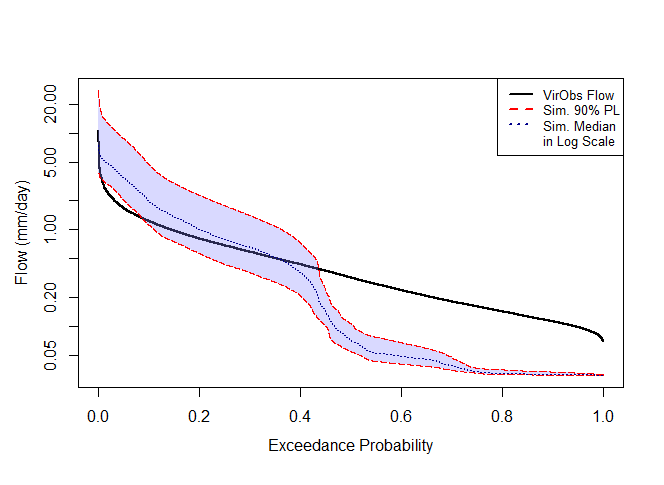 VirObs Flow
Sim. 90% PL
Sim. Median
in Log Scale
20.00
5.00
1.00
0.20
0.05
Flow (mm/day)
0.0 0.2 0.4 0.6 0.8 1.0
Exceedance Probability